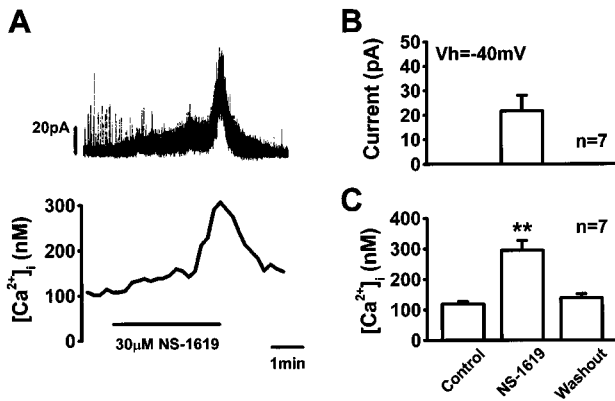 A
20pA
300
200
100
0
[Ca²⁺]i (nM)
30µM NS-1619
1min
B
Vh=-40mV
50
40
30
20
10
0
Current (pA)
n=7
C
400
300
200
100
0
[Ca²⁺]i (nM)
**
n=7
Control
NS-1619
Washout